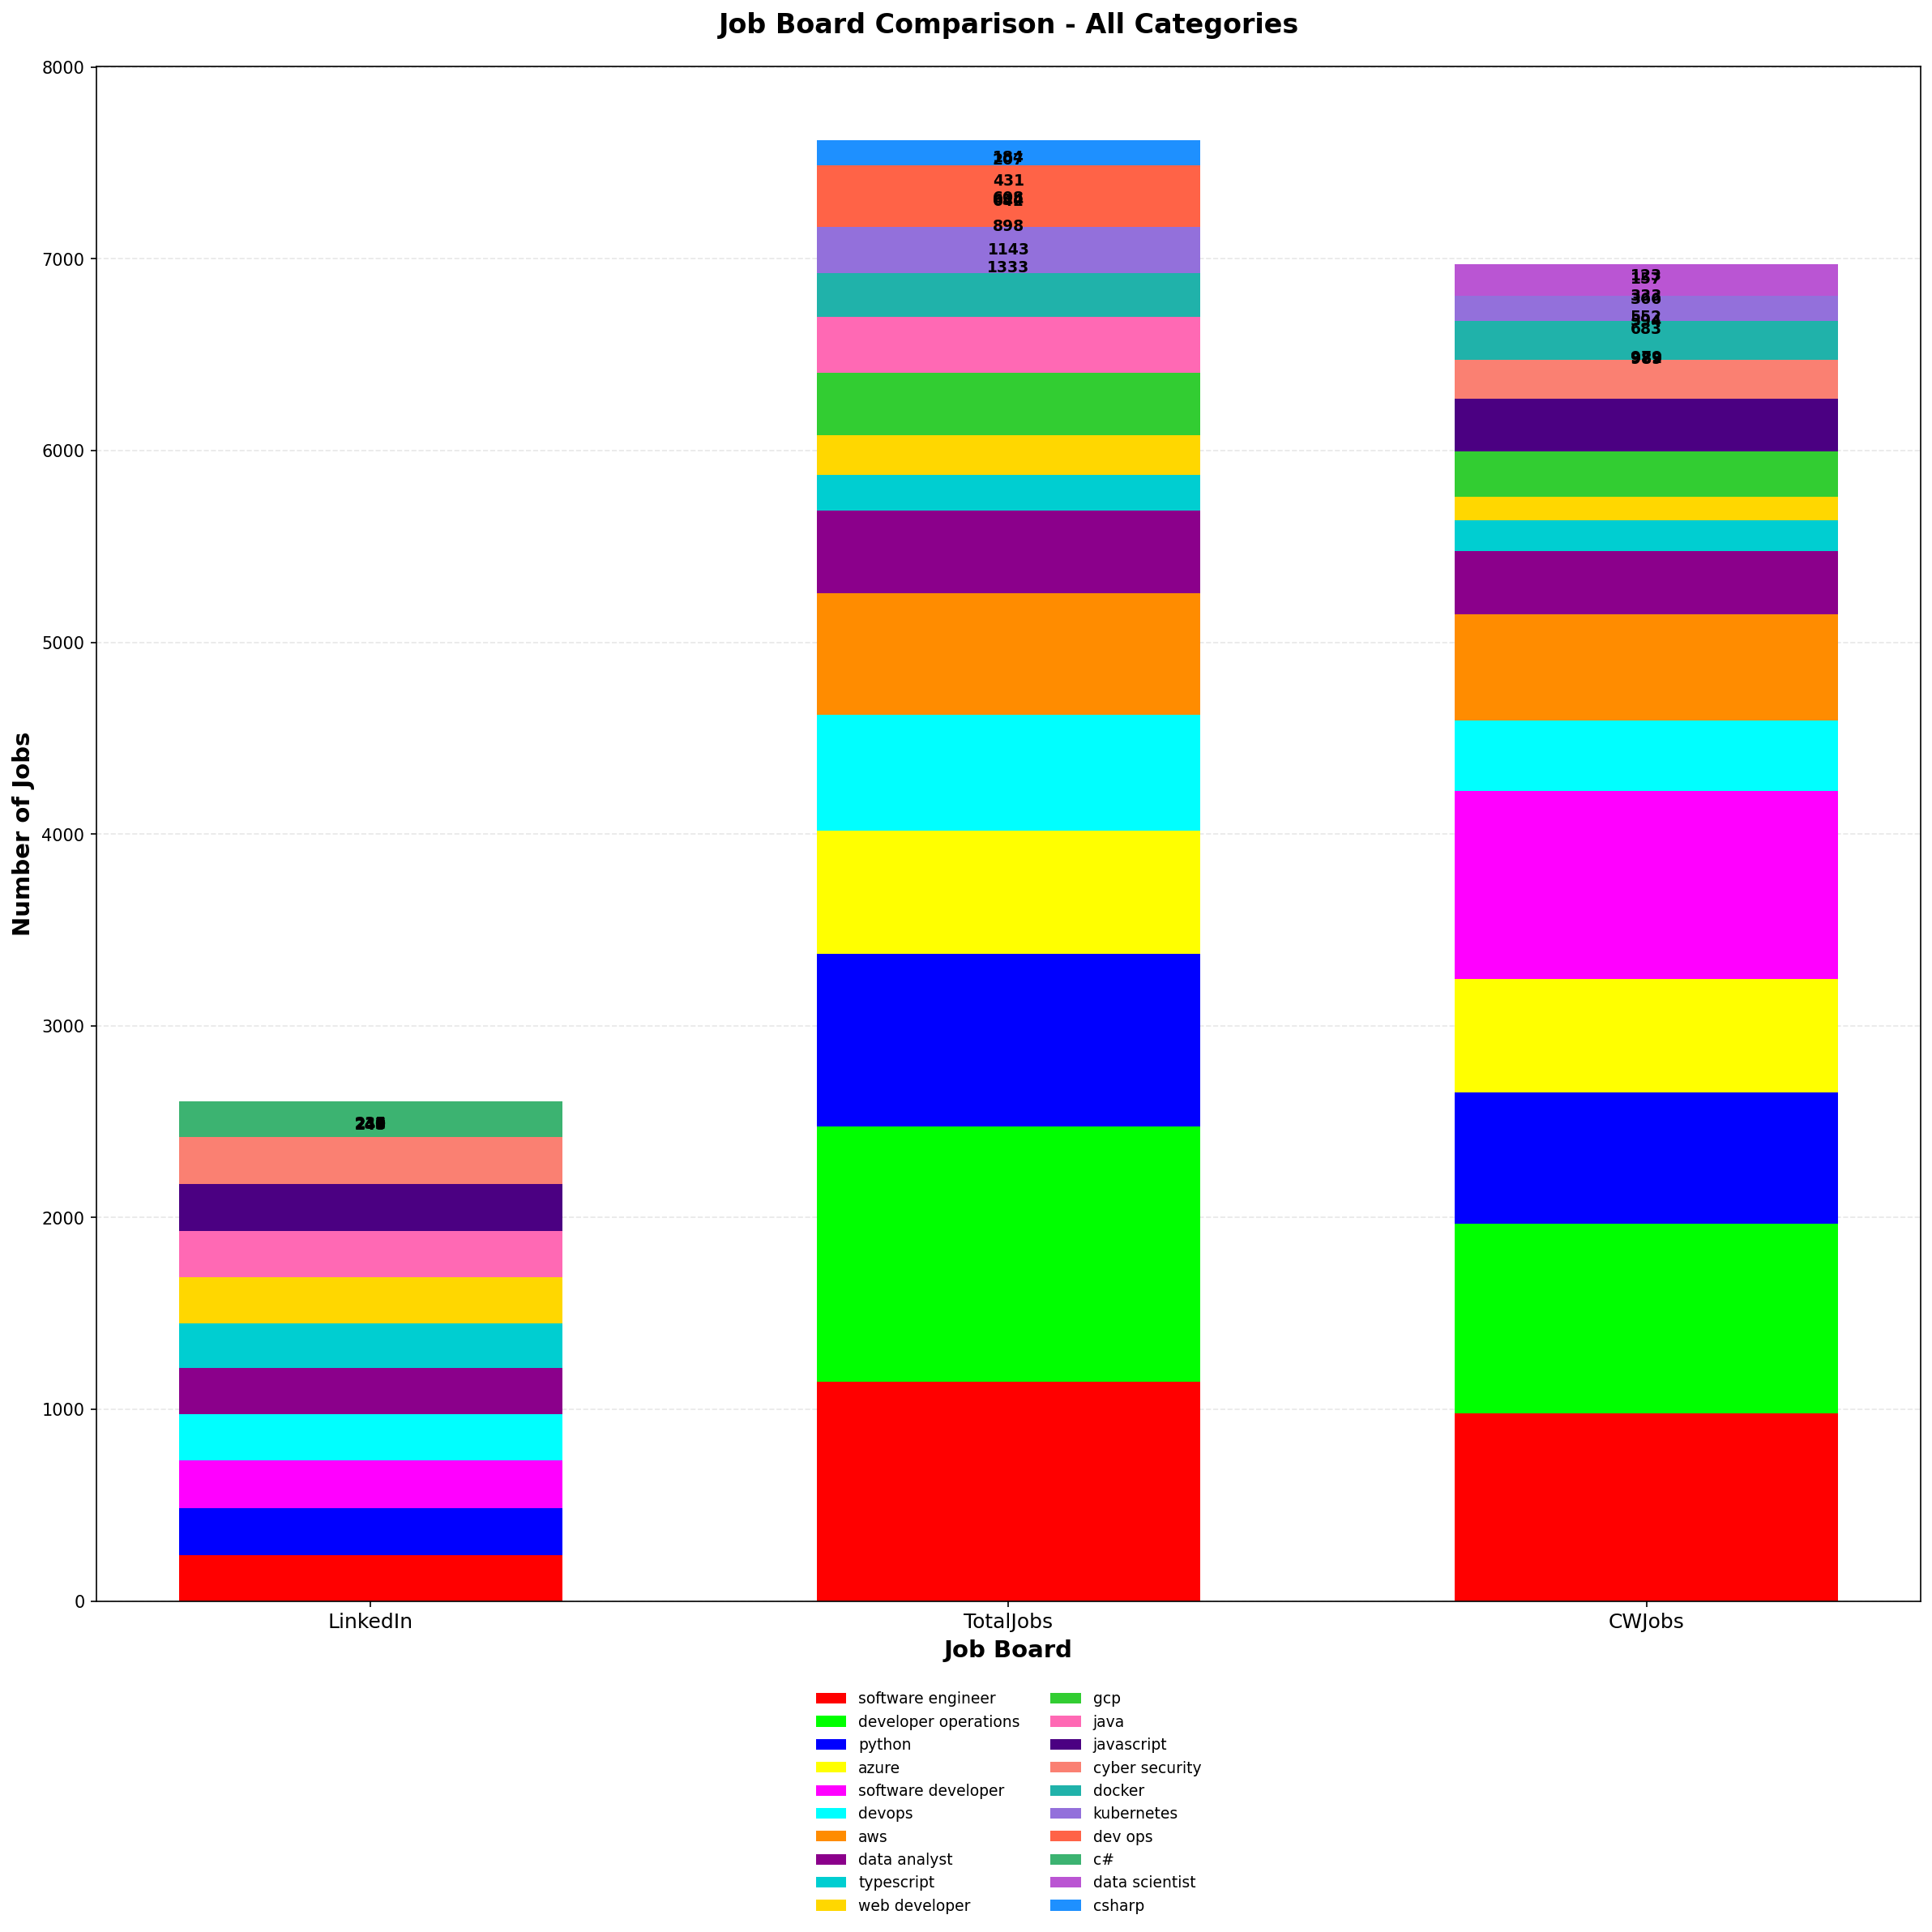 Job Board Comparison - All Categories
Number of Jobs
8000
7000
6000
5000
4000
3000
2000
1000
0
431
898
1143
1333
683
LinkedIn
TotalJobs
CWJobs
Job Board
software engineer
developer operations
python
azure
software developer
devops
aws
data analyst
typescript
web developer
gcp
java
javascript
cyber security
docker
kubernetes
dev ops
c#
data scientist
csharp